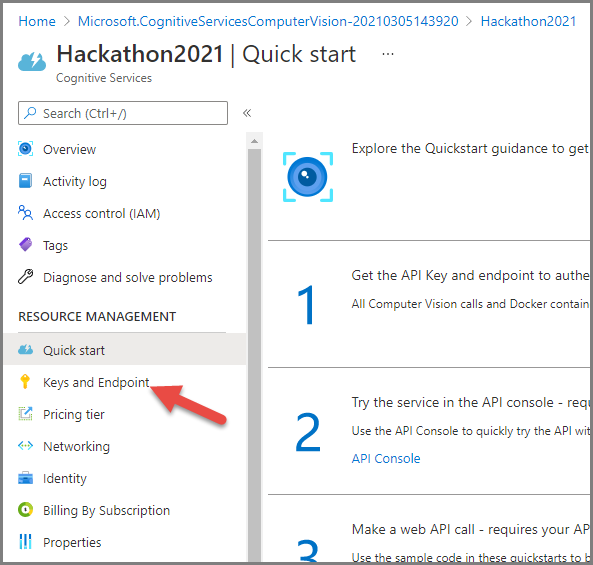 Home > Microsoft.CognitiveServicesComputerVision-20210305143920 > Hackathon2021
Hackathon2021 | Quick start ...
Cognitive Services
Search (Ctrl+/) «
Overview
Activity log
Access control (IAM)
Tags
Diagnose and solve problems
RESOURCE MANAGEMENT
Quick start
Keys and Endpoint
Pricing tier
Networking
Identity
Billing By Subscription
Properties
Explore the Quickstart guidance to get
1
Get the API Key and endpoint to authe
All Computer Vision calls and Docker contain
2
Try the service in the API console - requ
Use the API Console to quickly try the API wit
API Console
3
Make a web API call - requires your AP
Use the sample code in these quickstarts to b